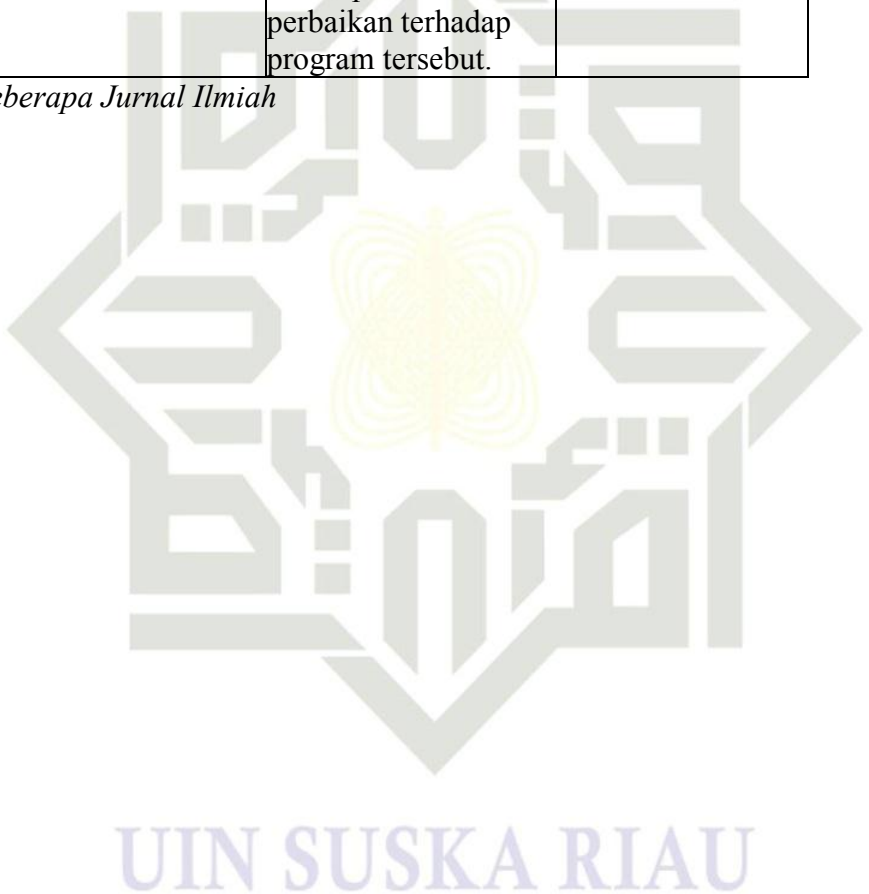 perbaikan terhadap
program tersebut.
eberapa Jurnal Ilmiah
UIN SUSKA RIAU